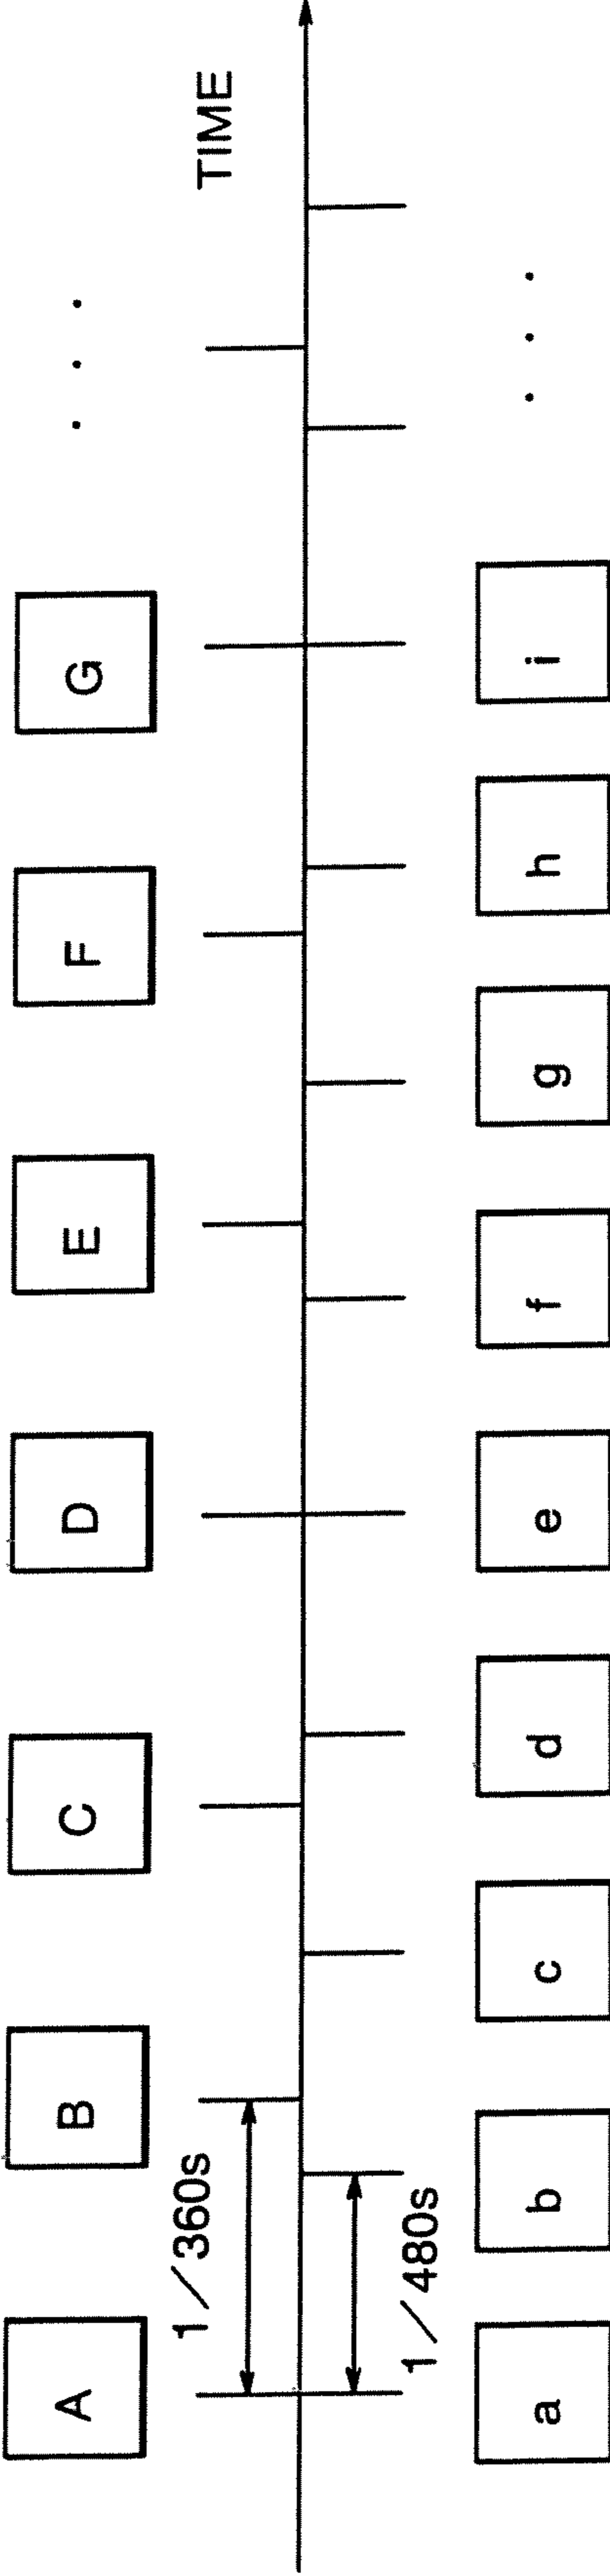 A B C D E F G . . .
TIME
1/360s
1/480s
a b c d e f g h i . . .